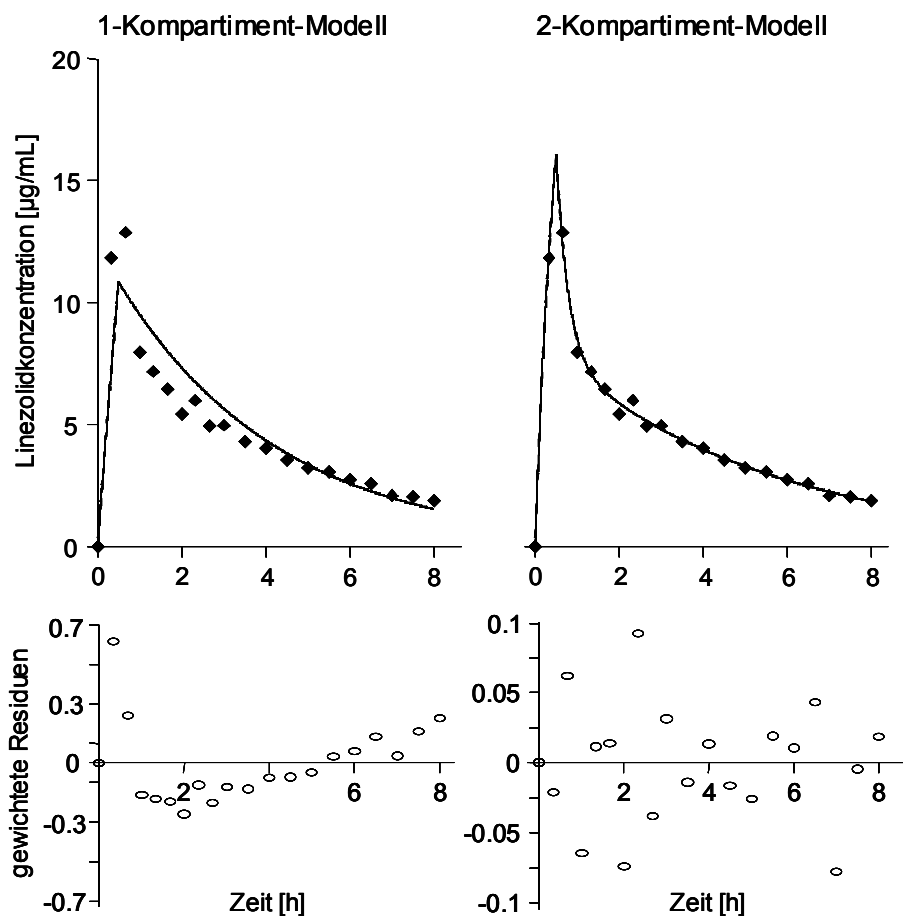 1-Kompartiment-Modell
2-Kompartiment-Modell
Linezolidkonzentration [µg/mL]
20
15
10
5
0
0 2 4 6 8
0 2 4 6 8
gewichtete Residuen
0.7
0.3
0
-0.3
-0.7
2 6 8
Zeit [h]
0.1
0.05
0
-0.05
-0.1
2 4 6 8
Zeit [h]